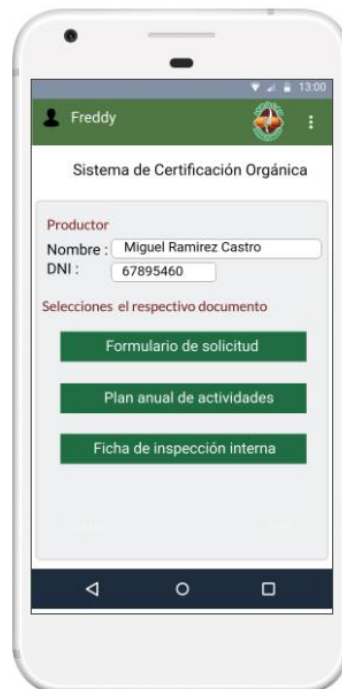 13:00
Freddy
Sistema de Certificación Orgánica
Productor
Nombre : Miguel Ramirez Castro
DNI : 67895460
Selecciones el respectivo documento
Formulario de solicitud
Plan anual de actividades
Ficha de inspección interna